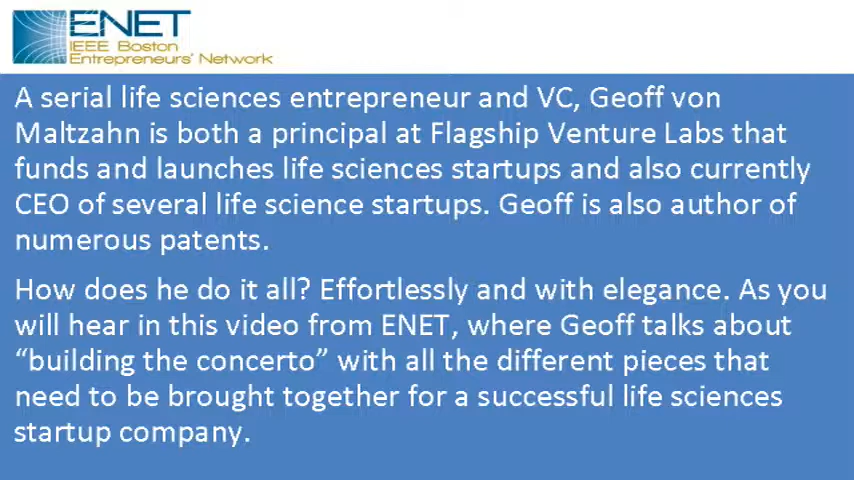 ENET
IEEE Boston
Entrepreneurs' Network
A serial life sciences entrepreneur and VC, Geoff von
Maltzahn is both a principal at Flagship Venture Labs that
funds and launches life sciences startups and also currently
CEO of several life science startups. Geoff is also author of
numerous patents.
How does he do it all? Effortlessly and with elegance. As you
will hear in this video from ENET, where Geoff talks about
“building the concerto” with all the different pieces that
need to be brought together for a successful life sciences
startup company.